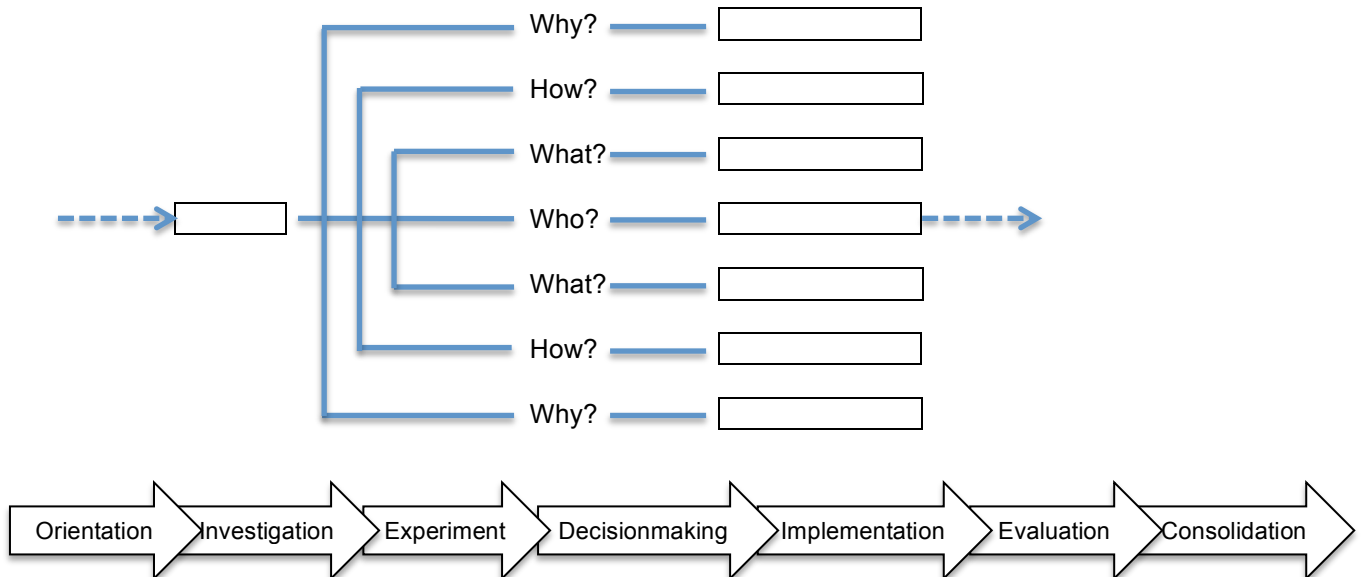 Why?
How?
What?
Who?
What?
How?
Why?
Orientation
Investigation
Experiment
Decisionmaking
Implementation
Evaluation
Consolidation